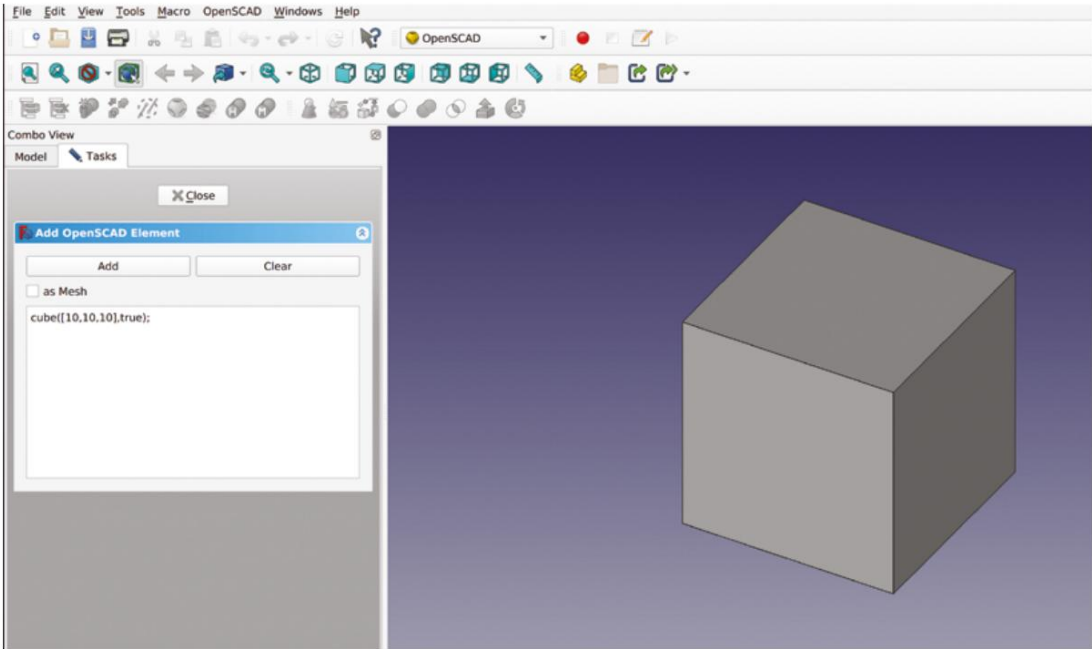 File Edit View Tools Macro OpenSCAD Windows Help
OpenSCAD
Combo View
Model Tasks
Close
Add OpenSCAD Element
Add Clear
as Mesh
cube([10,10,10],true);